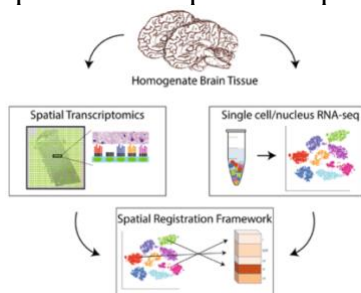 Homogenate Brain Tissue
Spatial Transcriptomics
Single cell/nucleus RNA-seq
Spatial Registration Framework